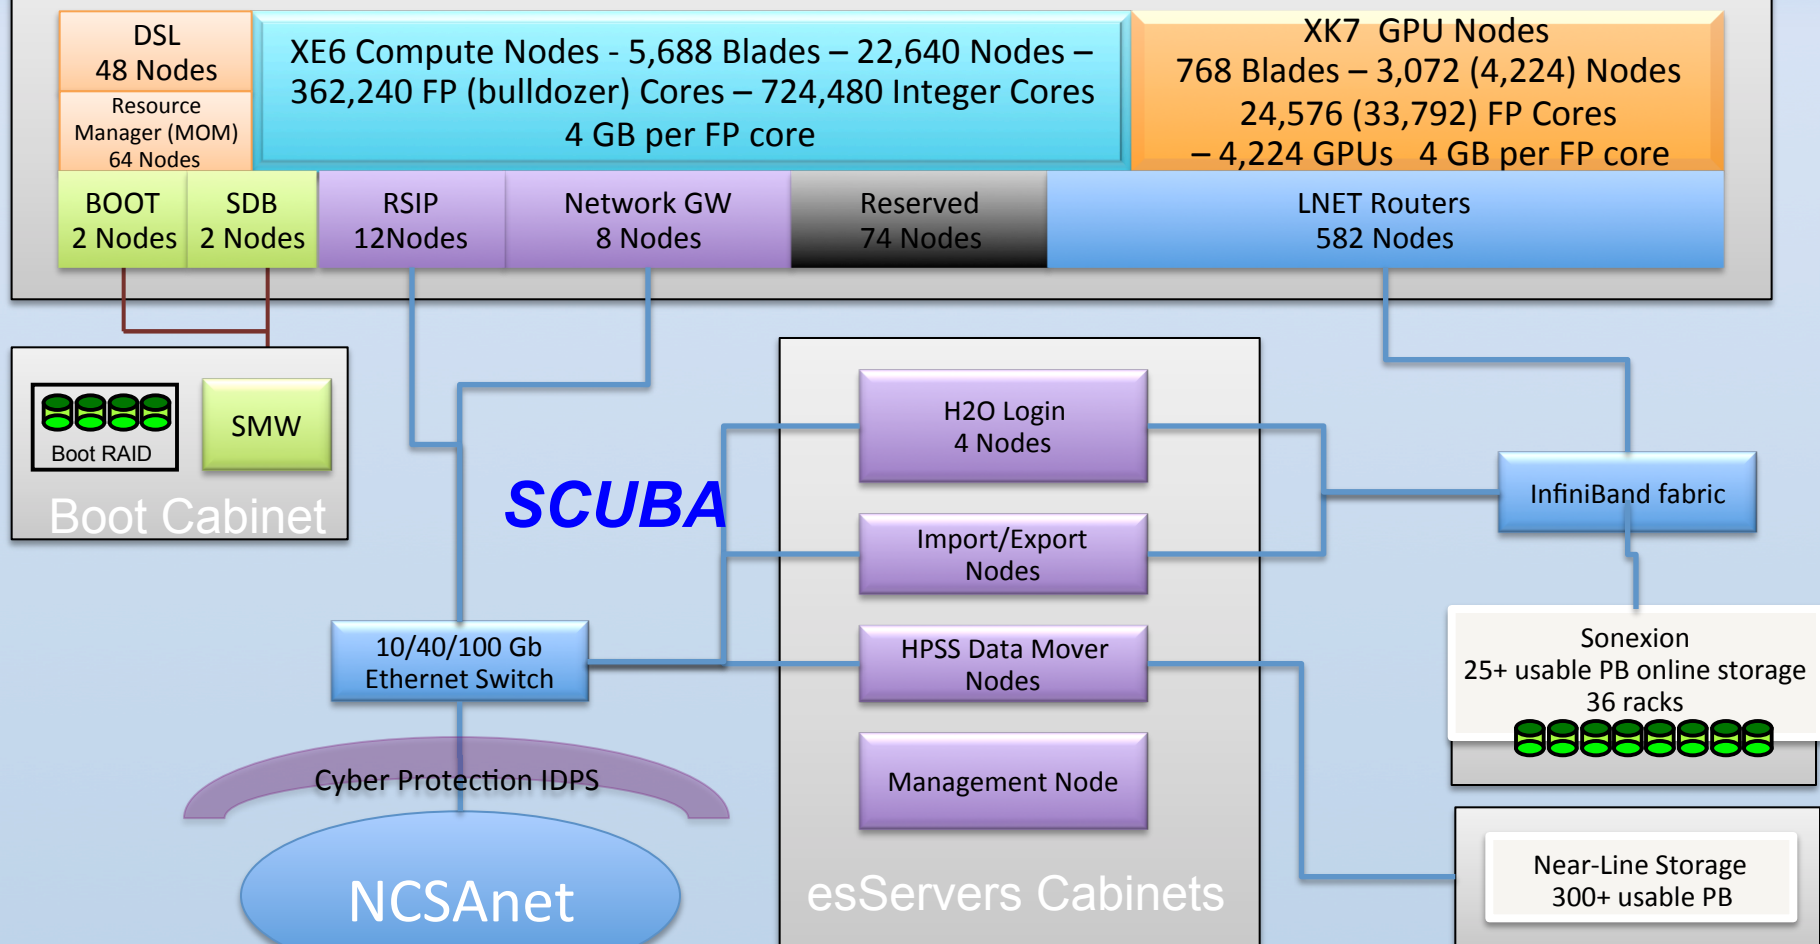 DSL
48 Nodes
Resource
Manager (MOM)
64 Nodes
XE6 Compute Nodes - 5,688 Blades – 22,640 Nodes –
362,240 FP (bulldozer) Cores – 724,480 Integer Cores
4 GB per FP core
XK7 GPU Nodes
768 Blades – 3,072 (4,224) Nodes
24,576 (33,792) FP Cores
– 4,224 GPUs 4 GB per FP core
BOOT
2 Nodes
SDB
2 Nodes
RSIP
12Nodes
Network GW
8 Nodes
Reserved
74 Nodes
LNET Routers
582 Nodes
Boot RAID
SMW
Boot Cabinet
SCUBA
H2O Login
4 Nodes
Import/Export
Nodes
HPSS Data Mover
Nodes
Management Node
esServers Cabinets
InfiniBand fabric
10/40/100 Gb
Ethernet Switch
Cyber Protection IDPS
NCSAnet
Sonexion
25+ usable PB online storage
36 racks
Near-Line Storage
300+ usable PB